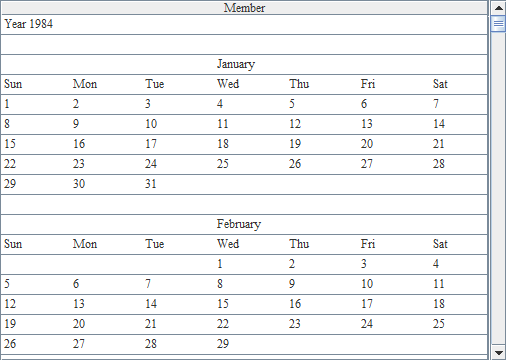 Member
Year 1984
January
Sun Mon Tue Wed Thu Fri Sat
1 2 3 4 5 6 7
8 9 10 11 12 13 14
15 16 17 18 19 20 21
22 23 24 25 26 27 28
29 30 31
February
Sun Mon Tue Wed Thu Fri Sat
1 2 3 4
5 6 7 8 9 10 11
12 13 14 15 16 17 18
19 20 21 22 23 24 25
26 27 28 29